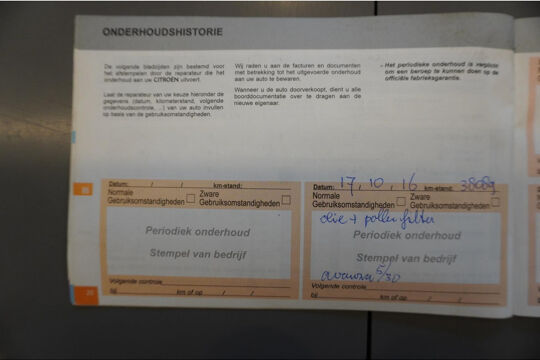 ONDERHOUDSHISTORIE
De volgende bladzijden zijn bestemd voor
het afstempelen door de reparateur die het
onderhoud aan uw CITROËN uitvoert.
Laat de reparateur van uw keuze hieronder de
gegevens (datum, kilometerstand, volgende
onderhoudscontrole, ...) van uw auto invullen
op basis van de gebruiksomstandigheden.
Wij raden u aan de facturen en documenten
met betrekking tot het uitgevoerde onderhoud
aan uw auto te bewaren.
Wanneer u de auto doorverkoopt, dient u alle
boorddocumentatie over te dragen aan de
nieuwe eigenaar.
- Het periodieke onderhoud is verplicht
om een beroep te kunnen doen op de
officiële fabrieksgarantie.
Datum: / / km-stand:
Normale Gebruiksomstandigheden
Zware Gebruiksomstandigheden
Periodiek onderhoud
Stempel van bedrijf
Volgende controle
bij km of op / /
Datum: 17, 10, 16 km-stand: 38089
Normale Gebruiksomstandigheden
Zware Gebruiksomstandigheden
olie + pollenfilter
Periodiek onderhoud
Stempel van bedrijf
5/30
Volgende controle
bij km of op / /